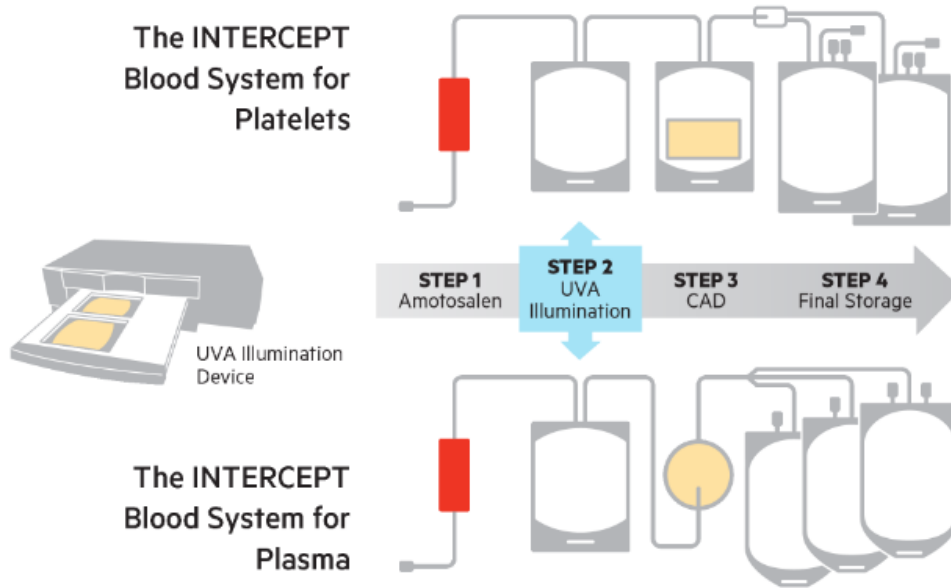 The INTERCEPT
Blood System for
Platelets
STEP 1
Amotosalen
STEP 2
UVA
Illumination
STEP 3
CAD
STEP 4
Final Storage
UVA Illumination
Device
The INTERCEPT
Blood System for
Plasma